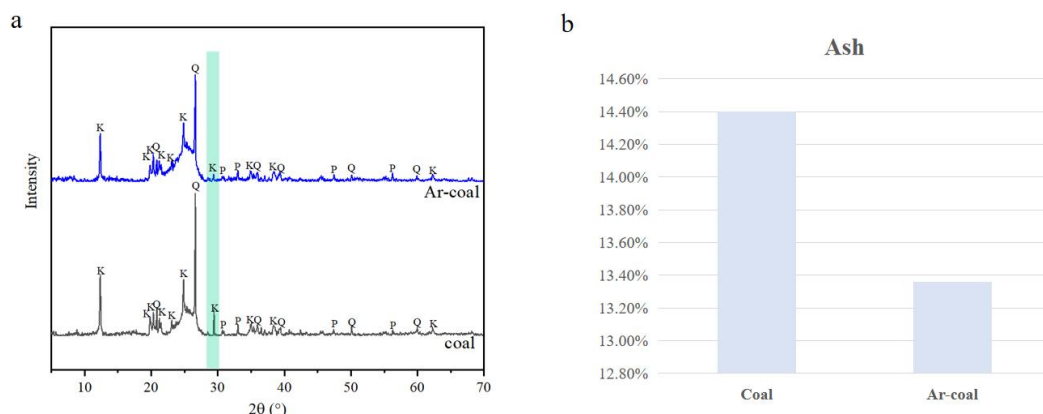 a
Intensity
Q
K
K
K K Q K K K P P K Q K Q P Q P Q K
Ar-coal
Q
K
K
K K Q K K K P P K Q K Q P Q P Q K
coal
10 20 30 40 50 60 70
2θ (°)
b
Ash
14.60%
14.40%
14.20%
14.00%
13.80%
13.60%
13.40%
13.20%
13.00%
12.80%
Coal Ar-coal